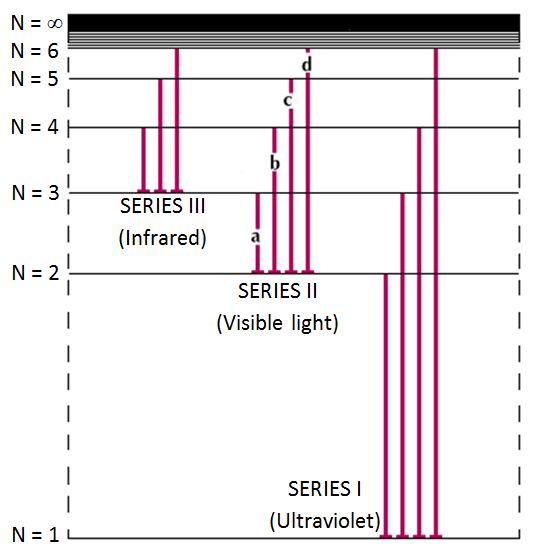 N = ∞
N = 6
d
N = 5
c
N = 4
b
N = 3
SERIES III
(Infrared)
a
N = 2
SERIES II
(Visible light)
SERIES I
(Ultraviolet)
N = 1